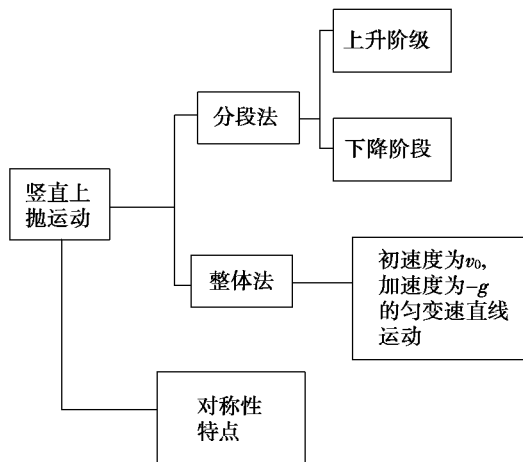 上升阶级
分段法
下降阶段
竖直上
抛运动
整体法
初速度为v₀,
加速度为-g
的匀变速直线
运动
对称性
特点